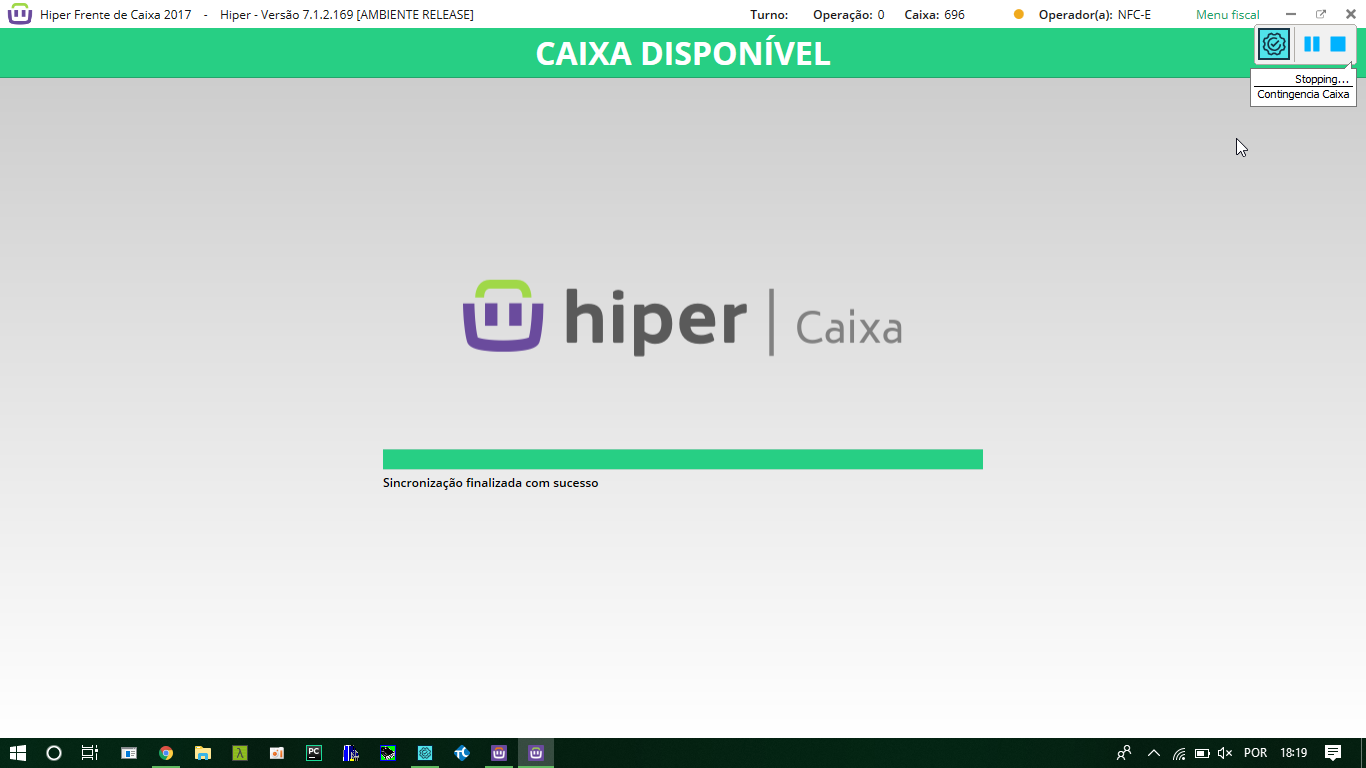 Hiper Frente de Caixa 2017 - Hiper - Versão 7.1.2.169 [AMBIENTE RELEASE] Turno: Operação: 0 Caixa: 696 Operador(a): NFC-E Menu fiscal
CAIXA DISPONÍVEL
Stopping...
Contingencia Caixa
hiper | Caixa
Sincronização finalizada com sucesso
PC
POR 18:19